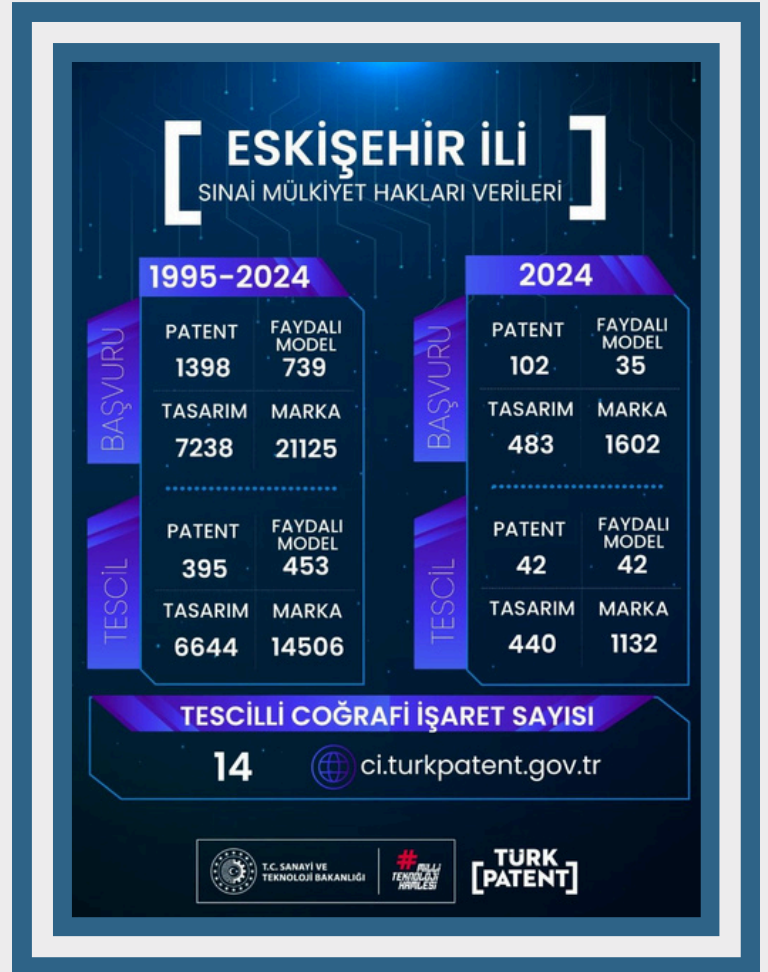 ESKİŞEHİR İLİ
SINAİ MÜLKİYET HAKLARI VERİLERİ
1995-2024
BAŞVURU
PATENT
1398
FAYDALI
MODEL
739
TASARIM
7238
MARKA
21125
TESCİL
PATENT
395
FAYDALI
MODEL
453
TASARIM
6644
MARKA
14506
2024
BAŞVURU
PATENT
102
FAYDALI
MODEL
35
TASARIM
483
MARKA
1602
TESCİL
PATENT
42
FAYDALI
MODEL
42
TASARIM
440
MARKA
1132
TESCİLLİ COĞRAFİ İŞARET SAYISI
14
ci.turkpatent.gov.tr
T.C. SANAYİ VE
TEKNOLOJİ BAKANLIĞI
#MİLLİ
TEKNOLOJİ
HAMLESİ
TÜRK
[PATENT]